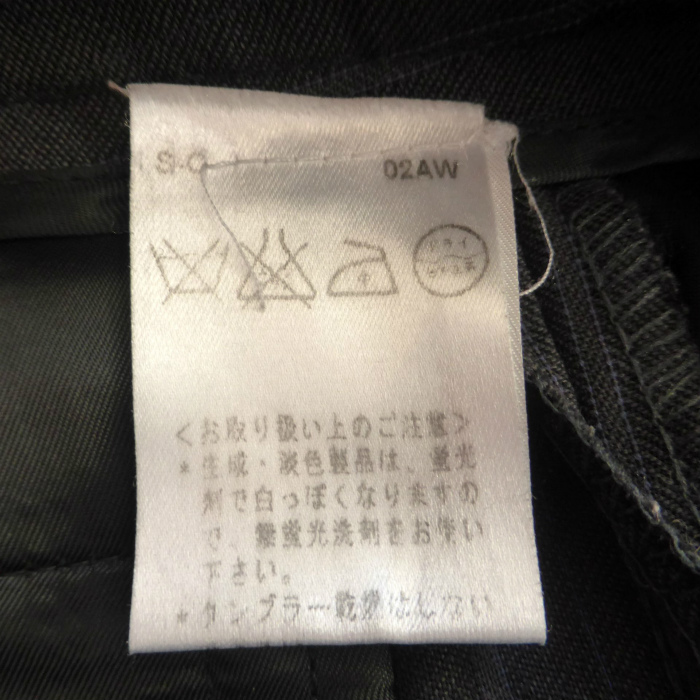 S-C 02AW
中
ドライ
<お取り扱い上のご注意>
*生成・淡色製品は、蛍光
剤で白っぽくなりますの
で、無蛍光洗剤をお使い
下さい。
*タンブラー乾燥はしない